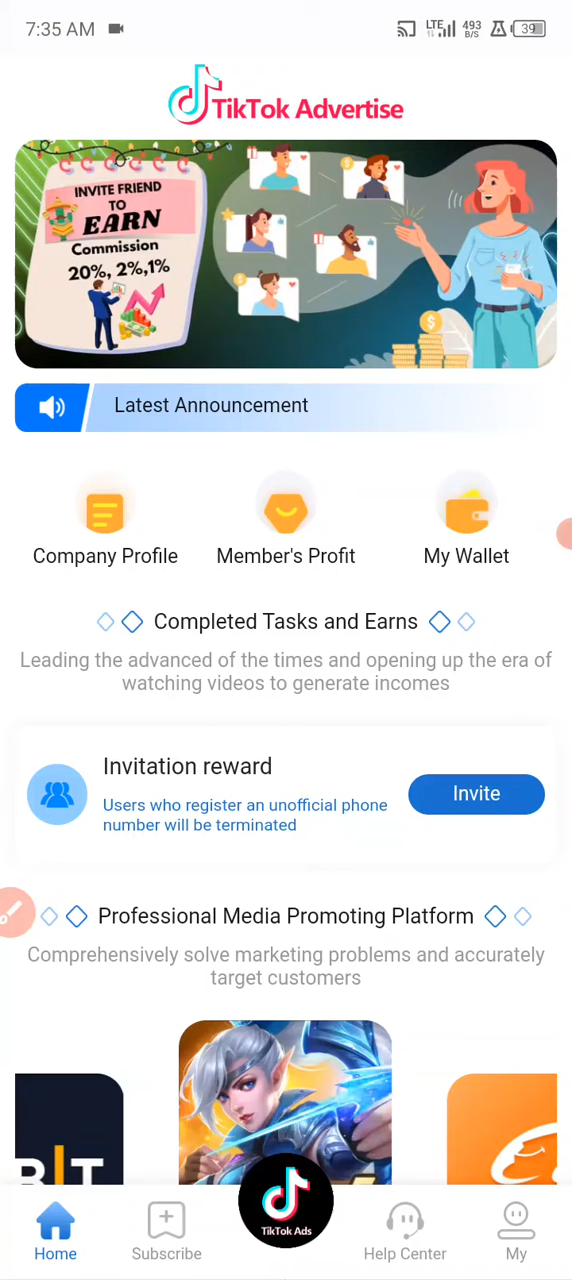 7:35 AM
LTE
493
B/S
39
TikTok Advertise
INVITE FRIEND
TO
EARN
Commission
20%, 2%,1%
Latest Announcement
Company Profile
Member's Profit
My Wallet
Completed Tasks and Earns
Leading the advanced of the times and opening up the era of
watching videos to generate incomes
Invitation reward
Users who register an unofficial phone
number will be terminated
Invite
Professional Media Promoting Platform
Comprehensively solve marketing problems and accurately
target customers
TikTok Ads
Home
Subscribe
Help Center
My